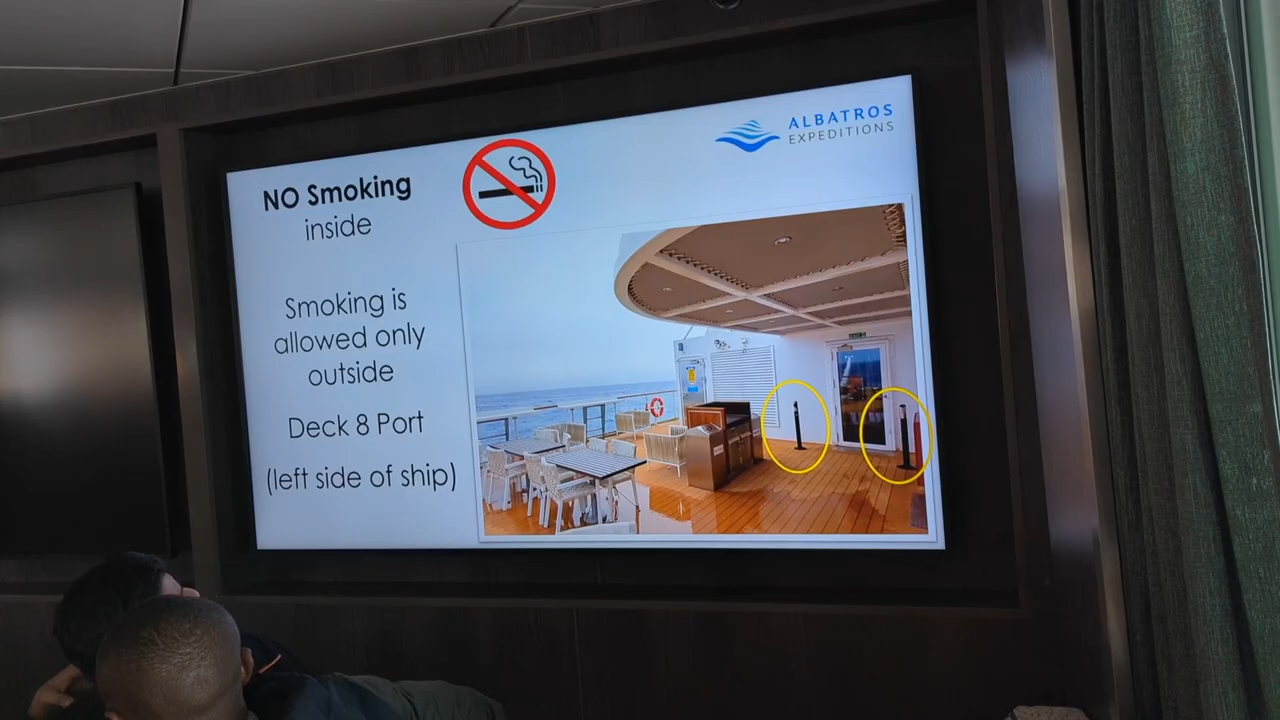 ALBATROS
EXPEDITIONS
NO Smoking
inside
Smoking is
allowed only
outside
Deck 8 Port
(left side of ship)